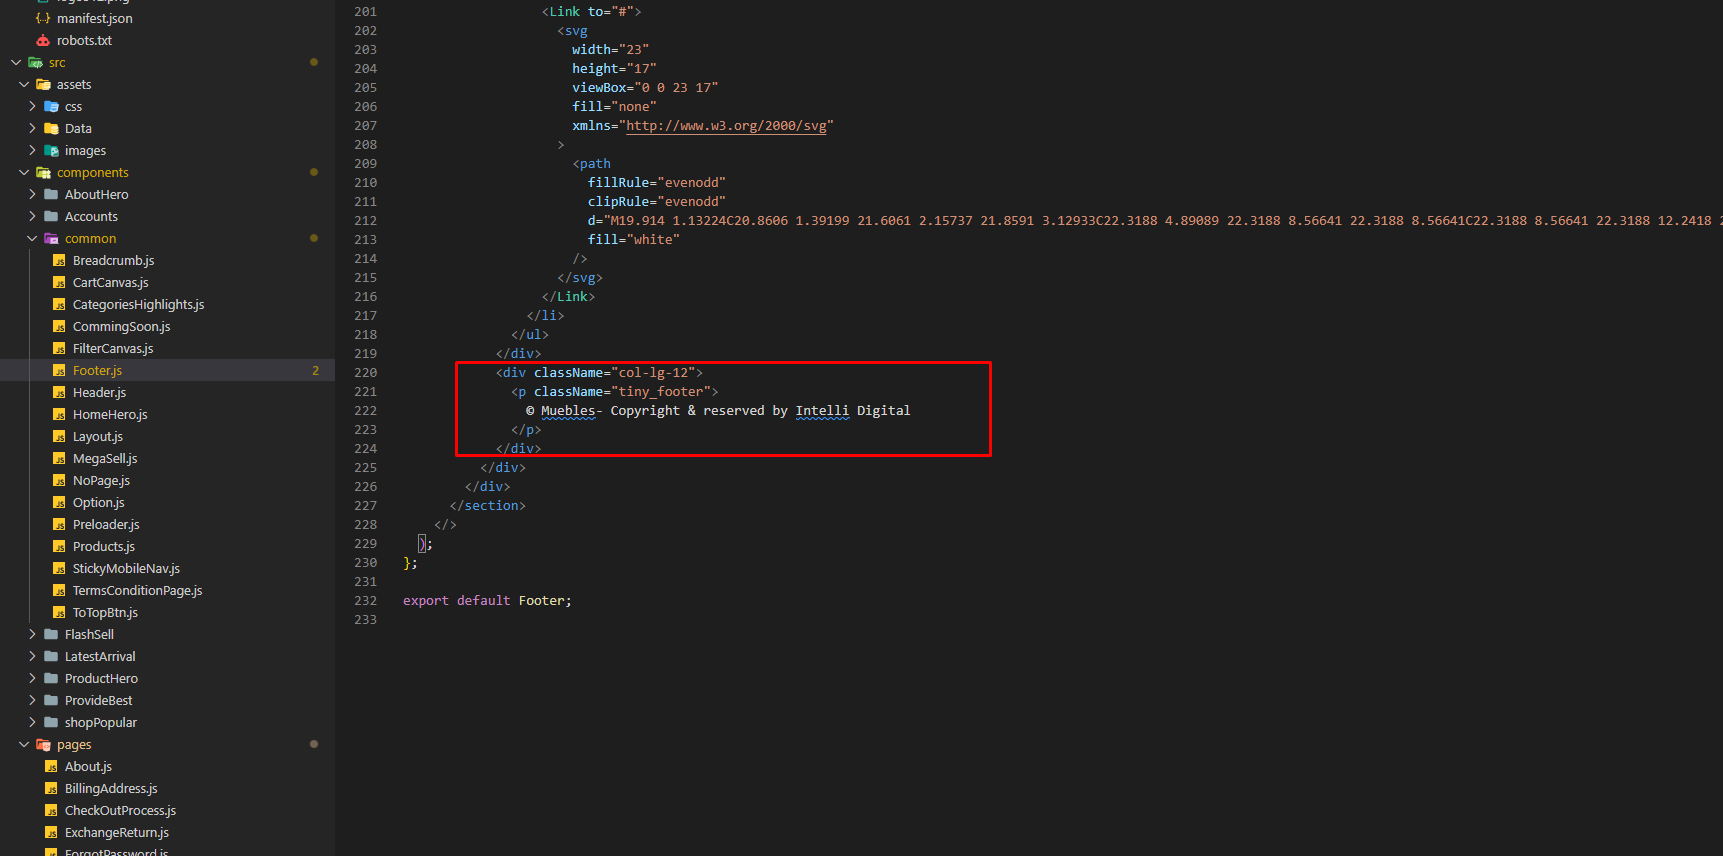 manifest.json
robots.txt
src
assets
css
Data
images
components
AboutHero
Accounts
common
Breadcrumb.js
CartCanvas.js
CategoriesHighlights.js
CommingSoon.js
FilterCanvas.js
Footer.js 2
Header.js
HomeHero.js
Layout.js
MegaSell.js
NoPage.js
Option.js
Preloader.js
Products.js
StickyMobileNav.js
TermsConditionPage.js
ToTopBtn.js
FlashSell
LatestArrival
ProductHero
ProvideBest
shopPopular
pages
About.js
BillingAddress.js
CheckOutProcess.js
ExchangeReturn.js
ForgotPassword.js
201 <Link to="#">
202 <svg
203 width="23"
204 height="17"
205 viewBox="0 0 23 17"
206 fill="none"
207 xmlns="http://www.w3.org/2000/svg"
208 >
209 <path
210 fillRule="evenodd"
211 clipRule="evenodd"
212 d="M19.914 1.13224C20.8606 1.39199 21.6061 2.15737 21.8591 3.12933C22.3188 4.89089 22.3188 8.56641 22.3188 8.56641C22.3188 8.56641 22.3188 12.2418 2
213 fill="white"
214 />
215 </svg>
216 </Link>
217 </li>
218 </ul>
219 </div>
220 <div className="col-lg-12">
221 <p className="tiny_footer">
222 © Muebles- Copyright & reserved by Intelli Digital
223 </p>
224 </div>
225 </div>
226 </div>
227 </section>
228 </>
229 );
230 };
231
232 export default Footer;
233